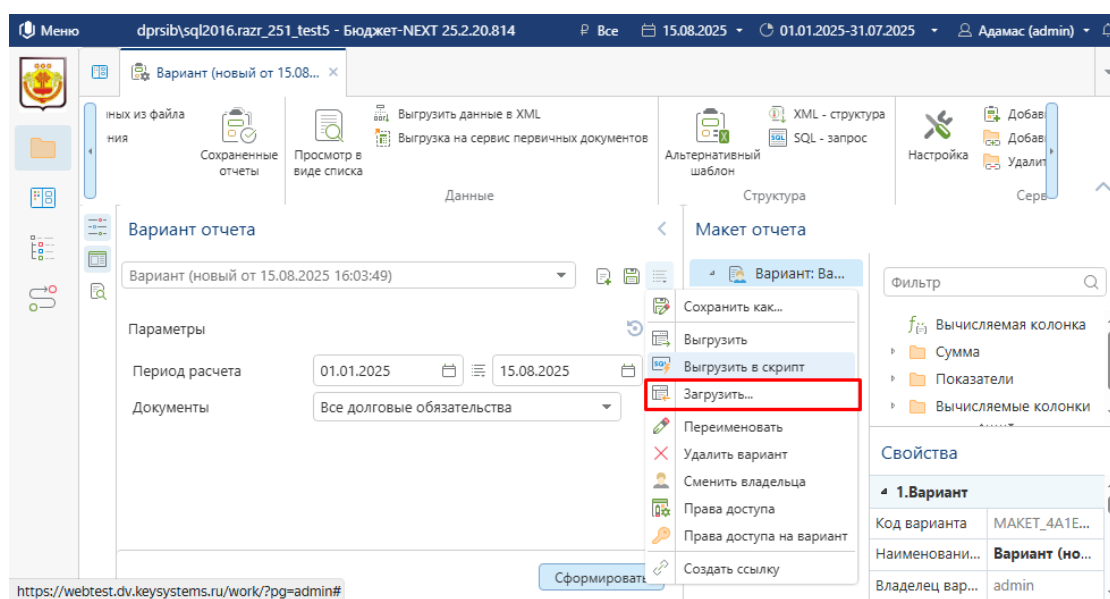 Меню
dprsib\sql2016.razr_251_test5 - Бюджет-NEXT 25.2.20.814
₽ Все
15.08.2025
01.01.2025-31.07.2025
Адамас (admin)
Вариант (новый от 15.08...
ных из файла
ния
Сохраненные
отчеты
Просмотр в
виде списка
Выгрузить данные в XML
Выгрузка на сервис первичных документов
Данные
Альтернативный
шаблон
XML - структура
SQL - запрос
Структура
Настройка
Добав
Добав
Удалит
Серв
Вариант отчета
Макет отчета
Вариант (новый от 15.08.2025 16:03:49)
Параметры
Период расчета
01.01.2025
15.08.2025
Документы
Все долговые обязательства
Сохранить как...
Выгрузить
Выгрузить в скрипт
Загрузить...
Переименовать
Удалить вариант
Сменить владельца
Права доступа
Права доступа на вариант
Создать ссылку
Вариант: Ва...
Фильтр
Вычисляемая колонка
Сумма
Показатели
Вычисляемые колонки
Свойства
1.Вариант
Код варианта
MAKET_4A1E...
Наименовани...
Вариант (но...
Владелец вар...
admin
Сформировать
https://webtest.dv.keysystems.ru/work/?pg=admin#